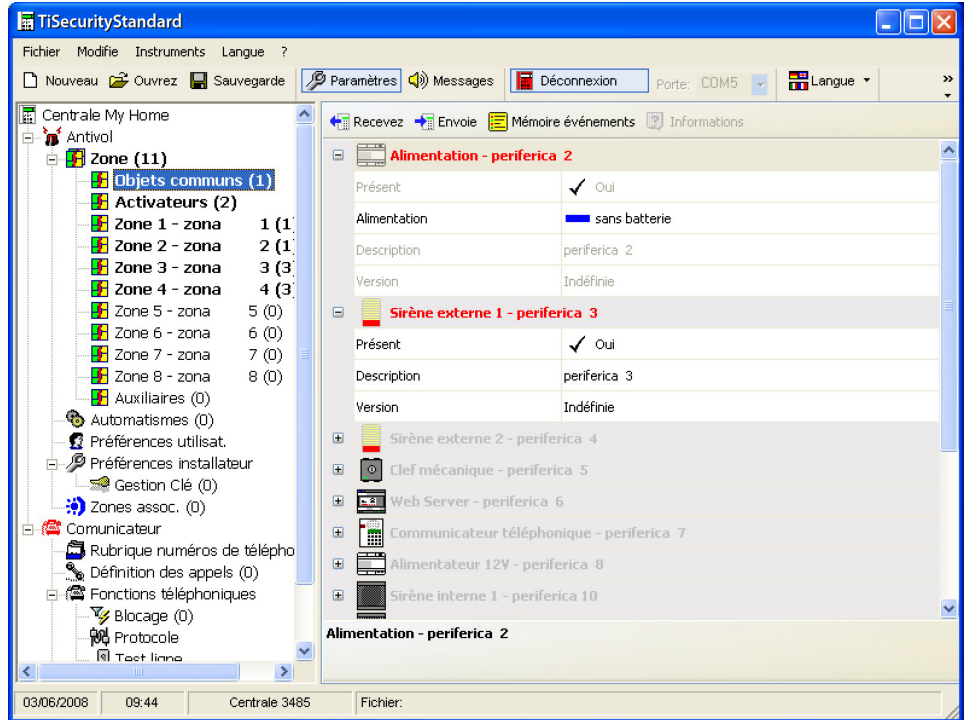 TiSecurityStandard
Fichier Modifie Instruments Langue ?
Nouveau Ouvrez Sauvegarde Paramètres Messages Déconnexion Porte: COM5 Langue »
Centrale My Home
Antivol
Zone (11)
Objets communs (1)
Activateurs (2)
Zone 1 - zona 1 (1)
Zone 2 - zona 2 (1
Zone 3 - zona 3 (3)
Zone 4 - zona 4 (3
Zone 5 - zona 5 (0)
Zone 6 - zona 6 (0)
Zone 7 - zona 7 (0)
Zone 8 - zona 8 (0)
Auxiliaires (0)
Automatismes (0)
Préférences utilisat.
Préférences installateur
Gestion Clé (0)
Zones assoc. (0)
Comunicateur
Rubrique numéros de télépho
Définition des appels (0)
Fonctions téléphoniques
Blocage (0)
Protocole
Test ligne
Recevez Envoie Mémoire événements Informations
Alimentation - periferica 2
Présent Oui
Alimentation sans batterie
Description periferica 2
Version Indéfinie
Sirène externe 1 - periferica 3
Présent Oui
Description periferica 3
Version Indéfinie
Sirène externe 2 - periferica 4
Clef mécanique - periferica 5
Web Server - periferica 6
Communicateur téléphonique - periferica 7
Alimentateur 12V - periferica 8
Sirène interne 1 - periferica 10
Alimentation - periferica 2
03/06/2008 09:44 Centrale 3485 Fichier: